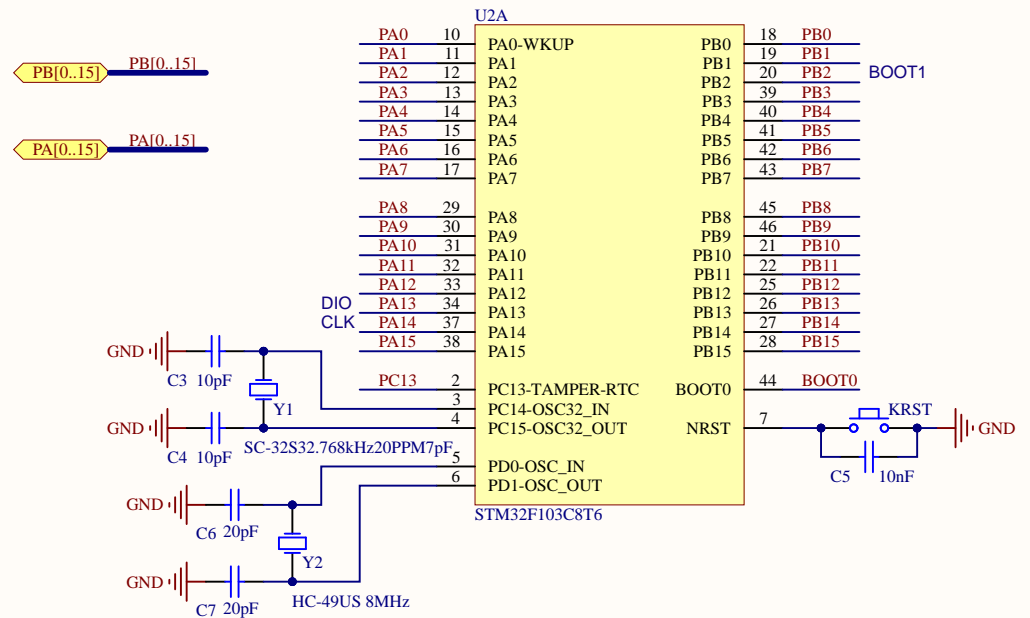 U2A
PA0 10 PA0-WKUP PB0 18 PB0
PA1 11 PA1 PB1 19 PB1
PB[0..15] PB[0..15] PA2 12 PA2 PB2 20 PB2 BOOT1
PA3 13 PA3 PB3 39 PB3
PA4 14 PA4 PB4 40 PB4
PA[0..15] PA[0..15] PA5 15 PA5 PB5 41 PB5
PA6 16 PA6 PB6 42 PB6
PA7 17 PA7 PB7 43 PB7
PA8 29 PA8 PB8 45 PB8
PA9 30 PA9 PB9 46 PB9
PA10 31 PA10 PB10 21 PB10
PA11 32 PA11 PB11 22 PB11
PA12 33 PA12 PB12 25 PB12
DIO PA13 34 PA13 PB13 26 PB13
CLK PA14 37 PA14 PB14 27 PB14
GND PA15 38 PA15 PB15 28 PB15
C3 10pF PC13 2 PC13-TAMPER-RTC BOOT0 44 BOOT0
Y1 3 PC14-OSC32_IN KRST
GND 4 PC15-OSC32_OUT NRST 7 GND
C4 10pF SC-32S32.768kHz20PPM7pF
5 PD0-OSC_IN C5 10nF
6 PD1-OSC_OUT
GND
STM32F103C8T6
C6 20pF
Y2
GND
C7 20pF HC-49US 8MHz